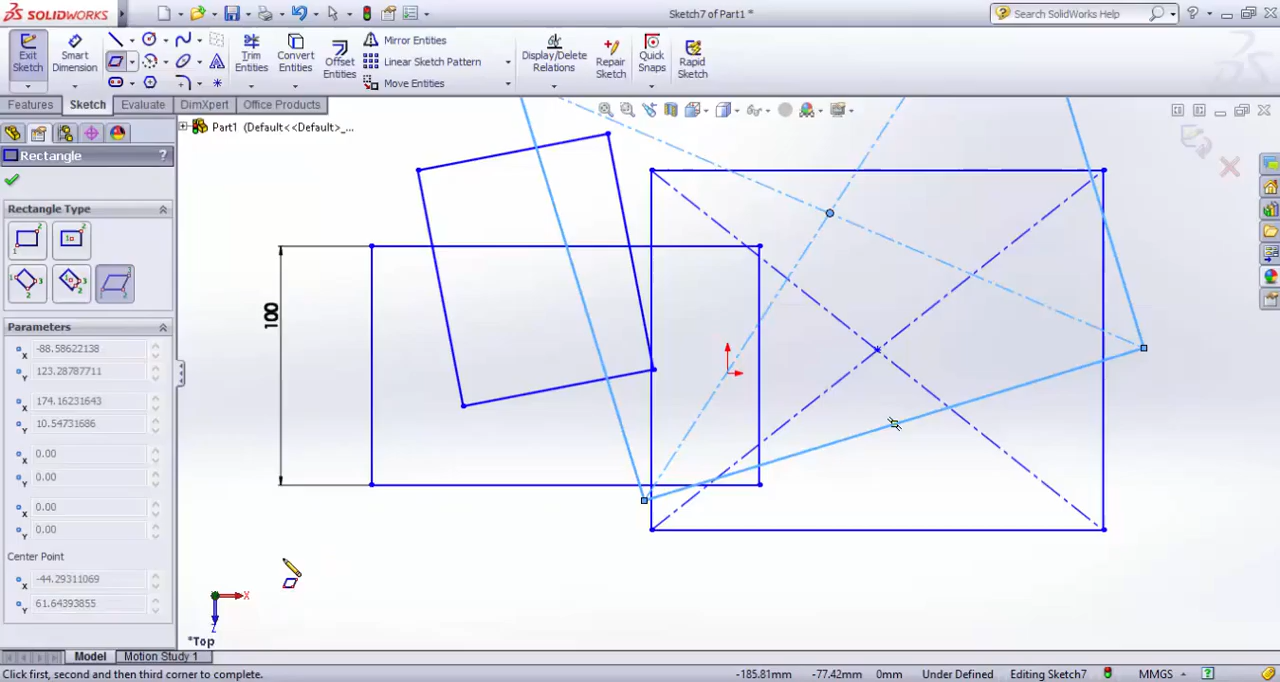 SOLIDWORKS
Sketch7 of Part1 *
Search SolidWorks Help
Exit Sketch
Smart Dimension
Trim Entities
Convert Entities
Offset Entities
Mirror Entities
Linear Sketch Pattern
Move Entities
Display/Delete Relations
Repair Sketch
Quick Snaps
Rapid Sketch
Features Sketch Evaluate DimXpert Office Products
Part1 (Default<<Default>_...
Rectangle ?
Rectangle Type
Parameters
-88.58622138
123.28787711
174.16231643
10.54731686
0.00
0.00
0.00
0.00
Center Point
-44.29311069
61.64393855
100
X
Z
*Top
Model Motion Study 1
Click first, second and then third corner to complete.
-185.81mm -77.42mm 0mm Under Defined Editing Sketch7 MMGS